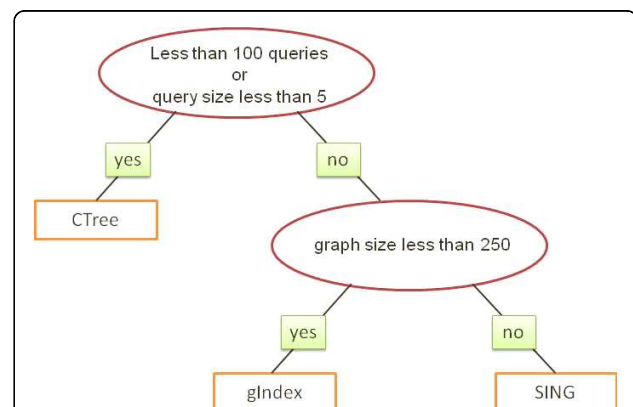 Less than 100 queries
or
query size less than 5
yes
no
CTree
graph size less than 250
yes
no
gIndex
SING